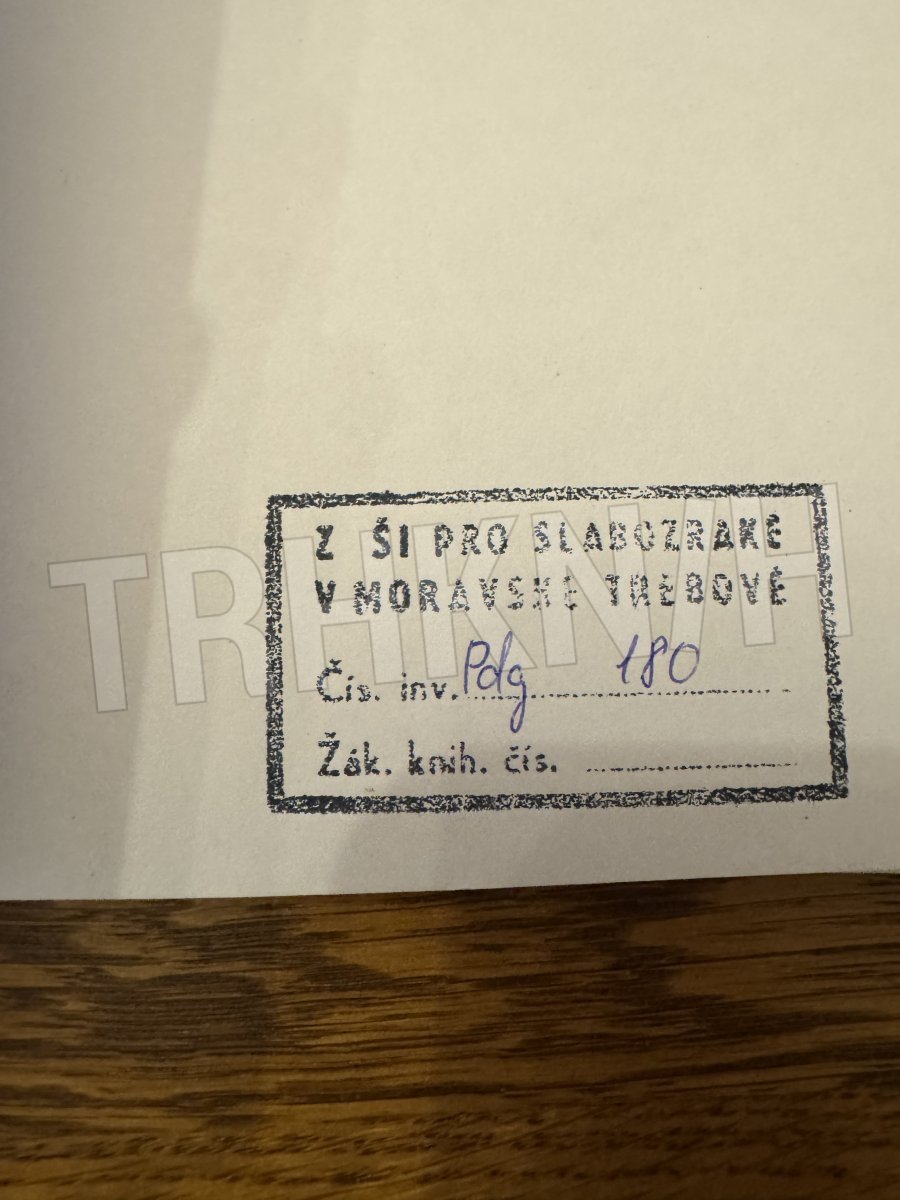 Z ŠI PRO SLABOZRAKÉ
V MORAVSKÉ TŘEBOVÉ
Čís. inv. Pdg 180
Žák. knih. čís.
TRHKNIH